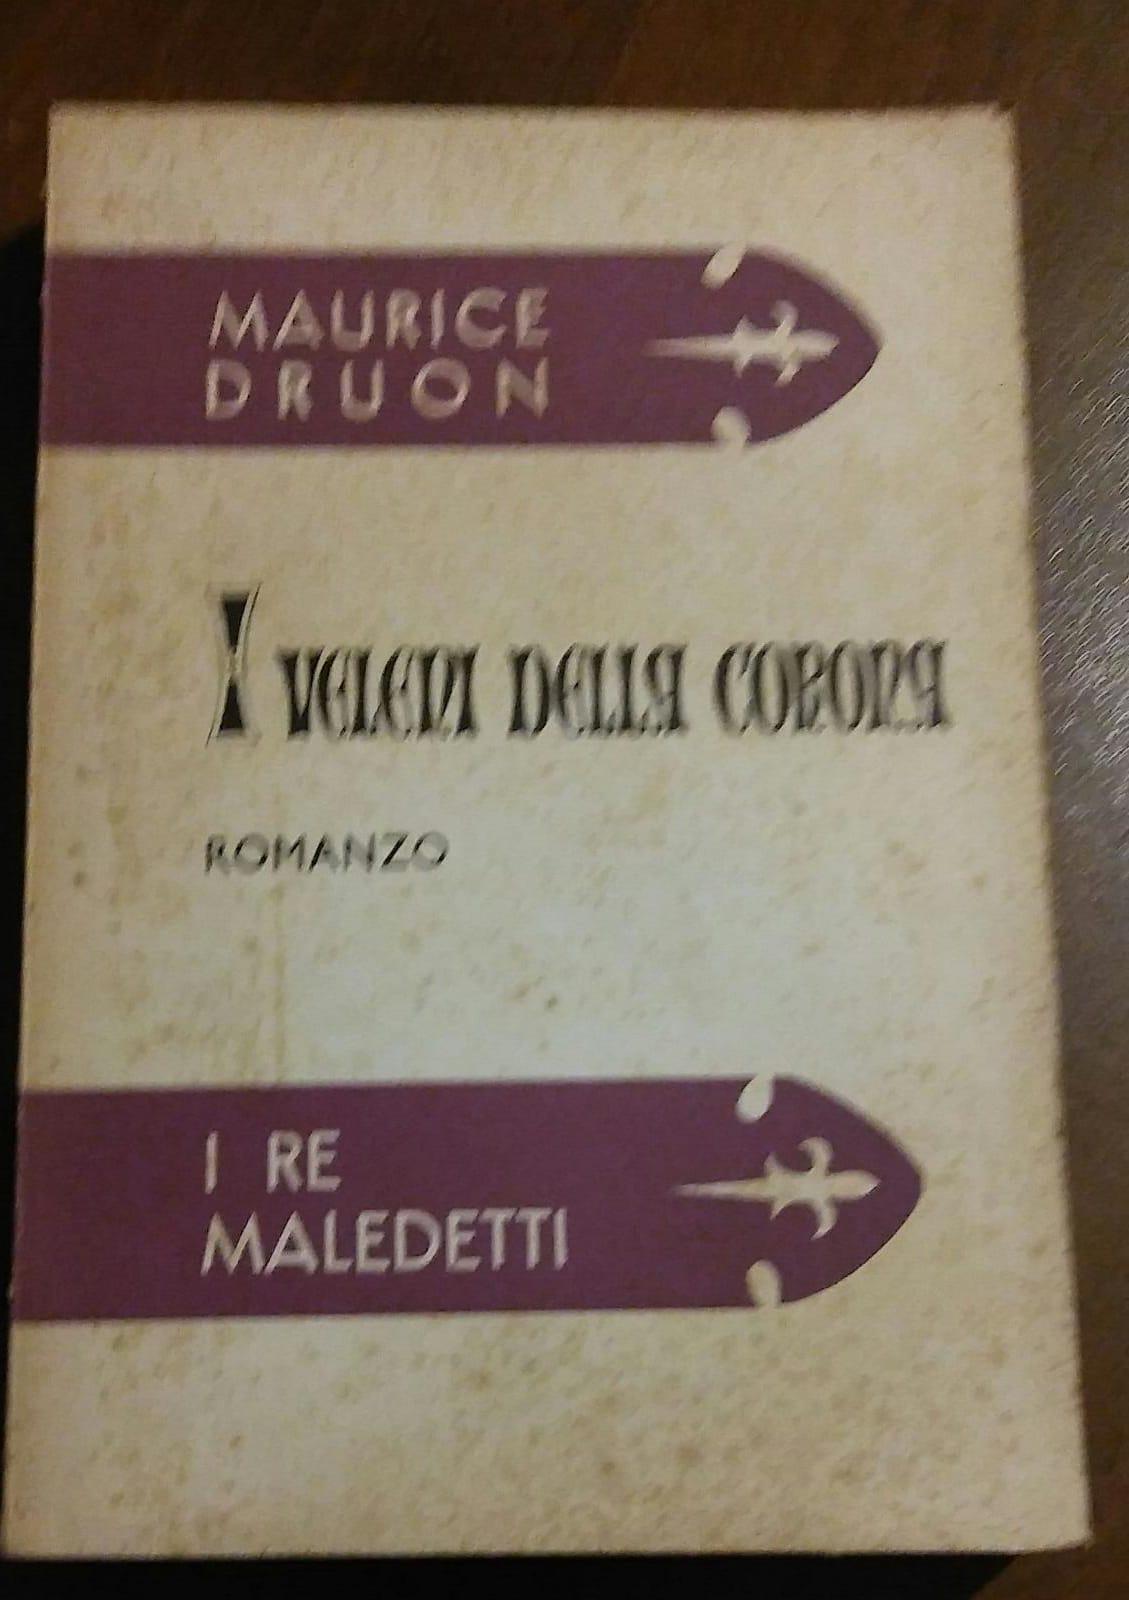 MAURICE
DRUON
I VELENI DELLA CORONA
ROMANZO
I RE
MALEDETTI